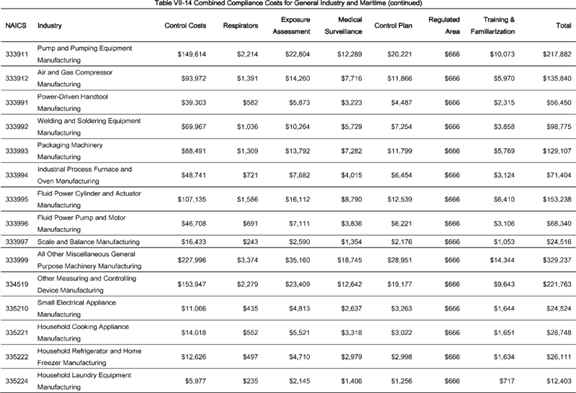 Table VII-14 Combined Compliance Costs for General Industry and Maritime (continued)
Exposure Medical Regulated Training &
NAICS Industry Control Costs Respirators Assessment Surveillance Control Plan Area Familiarization Total
333911 Pump and Pumping Equipment Manufacturing $149,614 $2,214 $22,804 $12,289 $20,221 $666 $10,073 $217,882
333912 Air and Gas Compressor Manufacturing $93,972 $1,391 $14,260 $7,716 $11,866 $666 $5,970 $135,840
333991 Power-Driven Handtool Manufacturing $39,303 $582 $5,873 $3,223 $4,487 $666 $2,315 $56,450
333992 Welding and Soldering Equipment Manufacturing $69,967 $1,036 $10,264 $5,729 $7,254 $666 $3,858 $98,775
333993 Packaging Machinery Manufacturing $88,491 $1,309 $13,792 $7,282 $11,799 $666 $5,769 $129,107
333994 Industrial Process Furnace and Oven Manufacturing $48,741 $721 $7,682 $4,015 $6,454 $666 $3,124 $71,404
333995 Fluid Power Cylinder and Actuator Manufacturing $107,135 $1,586 $16,112 $8,790 $12,539 $666 $6,410 $153,238
333996 Fluid Power Pump and Motor Manufacturing $46,708 $691 $7,111 $3,836 $6,221 $666 $3,106 $68,340
333997 Scale and Balance Manufacturing $16,433 $243 $2,590 $1,354 $2,176 $666 $1,053 $24,516
333999 All Other Miscellaneous General Purpose Machinery Manufacturing $227,996 $3,374 $35,160 $18,745 $28,951 $666 $14,344 $329,237
334519 Other Measuring and Controlling Device Manufacturing $153,947 $2,279 $23,409 $12,642 $19,177 $666 $9,643 $221,763
335210 Small Electrical Appliance Manufacturing $11,066 $435 $4,813 $2,637 $3,263 $666 $1,644 $24,524
335221 Household Cooking Appliance Manufacturing $14,018 $552 $5,521 $3,318 $3,022 $666 $1,651 $28,748
335222 Household Refrigerator and Home Freezer Manufacturing $12,626 $497 $4,710 $2,979 $2,998 $666 $1,634 $26,111
335224 Household Laundry Equipment Manufacturing $5,977 $235 $2,145 $1,406 $1,256 $666 $717 $12,403